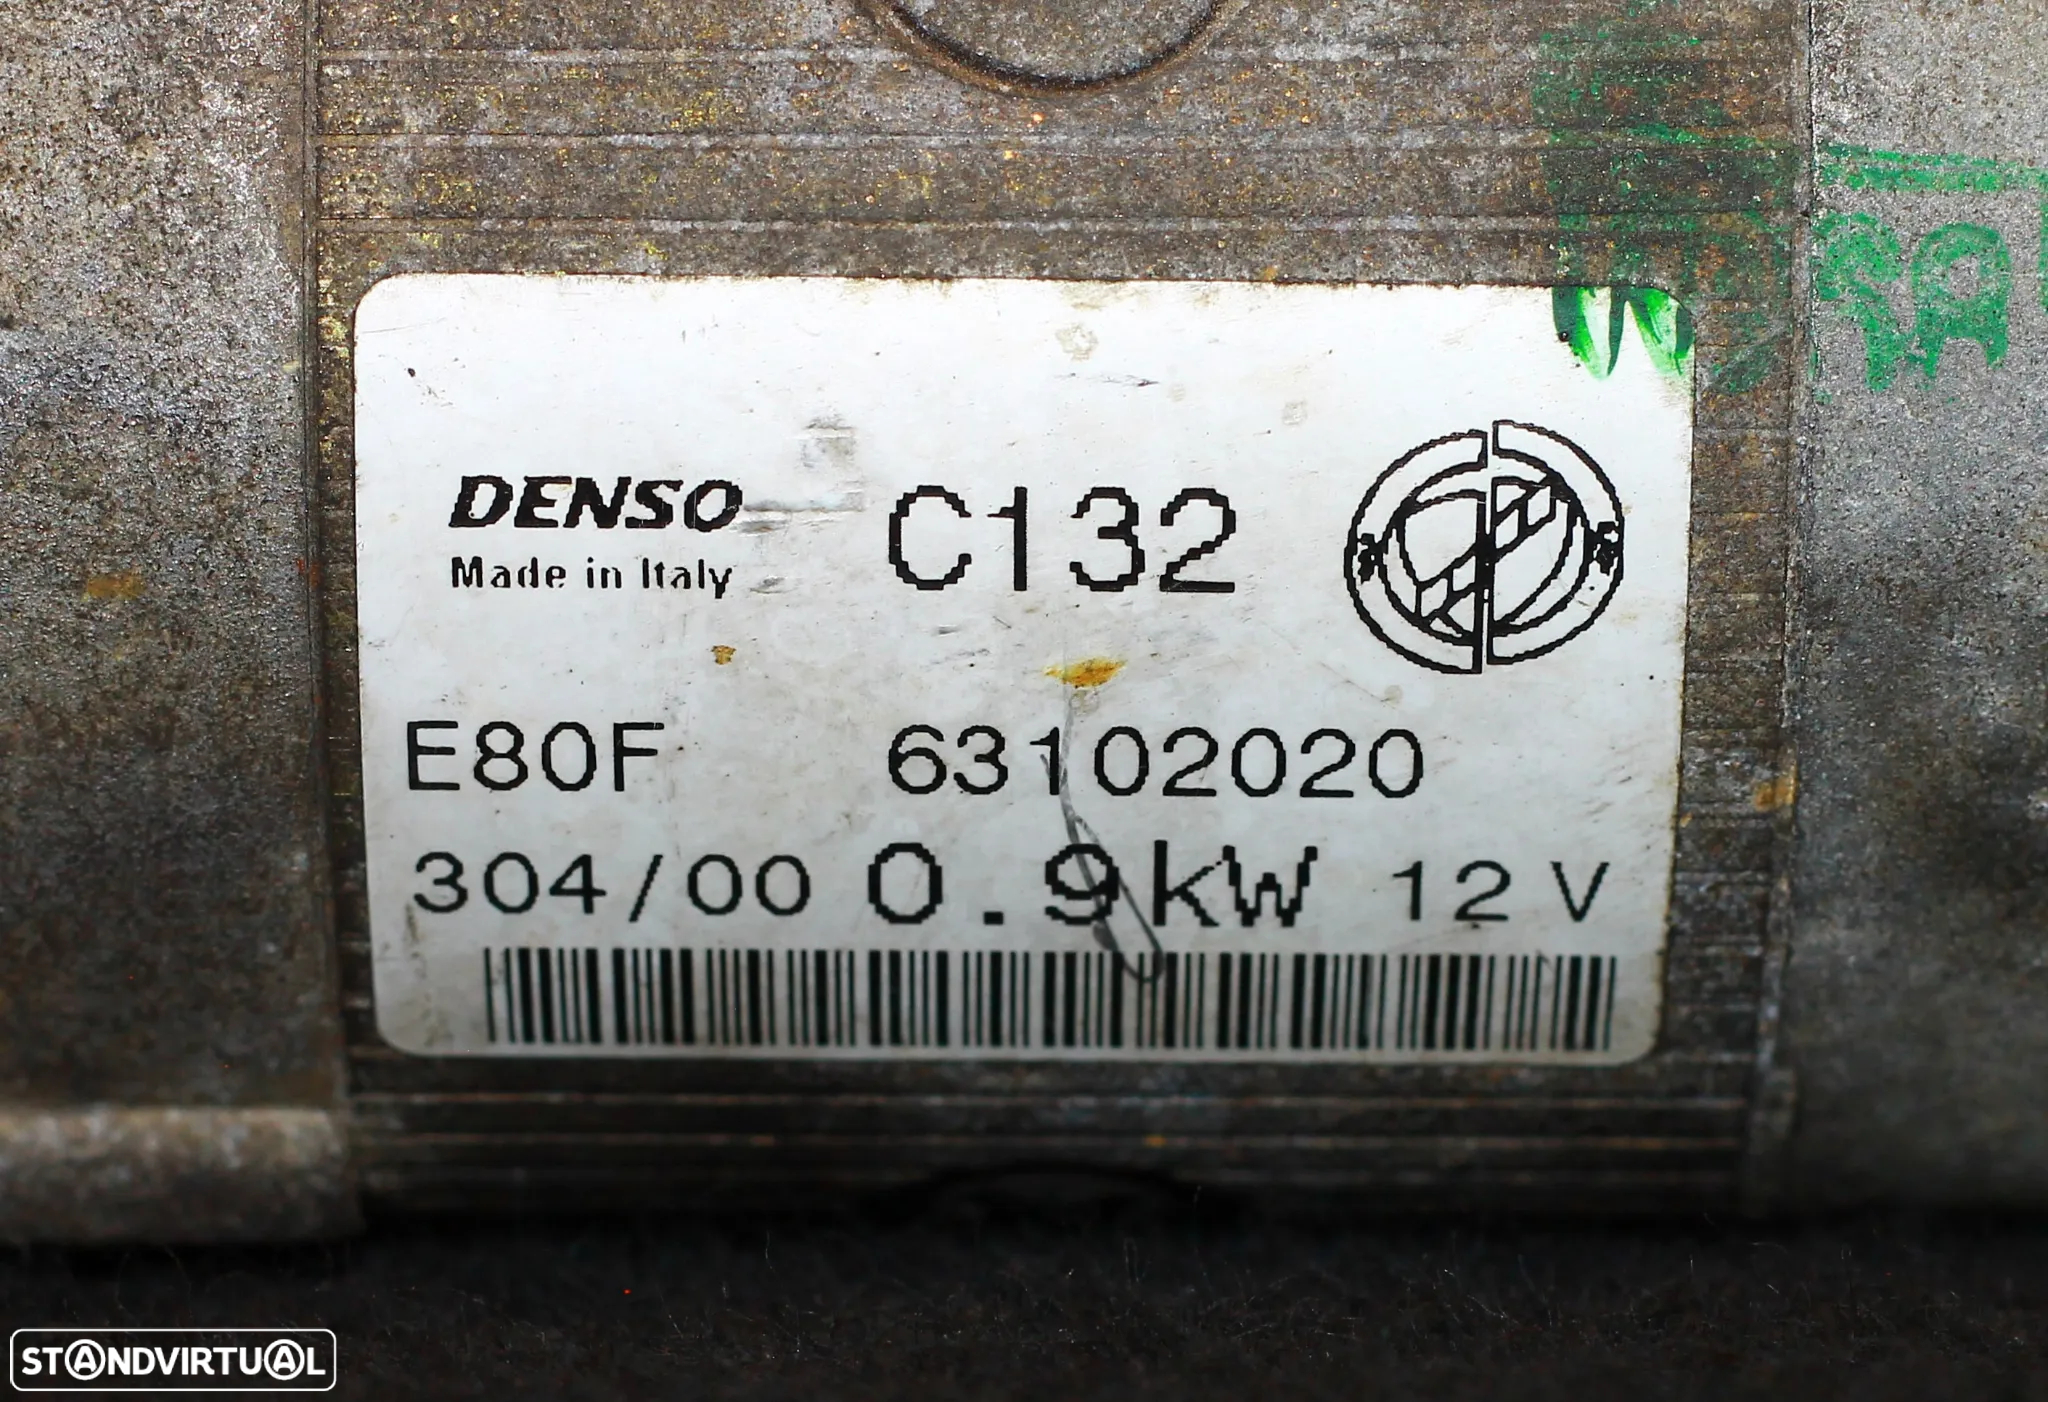 DENSO C132
Made in Italy
E80F 63102020
304/00 0.9kW 12V
STANDVIRTUAL